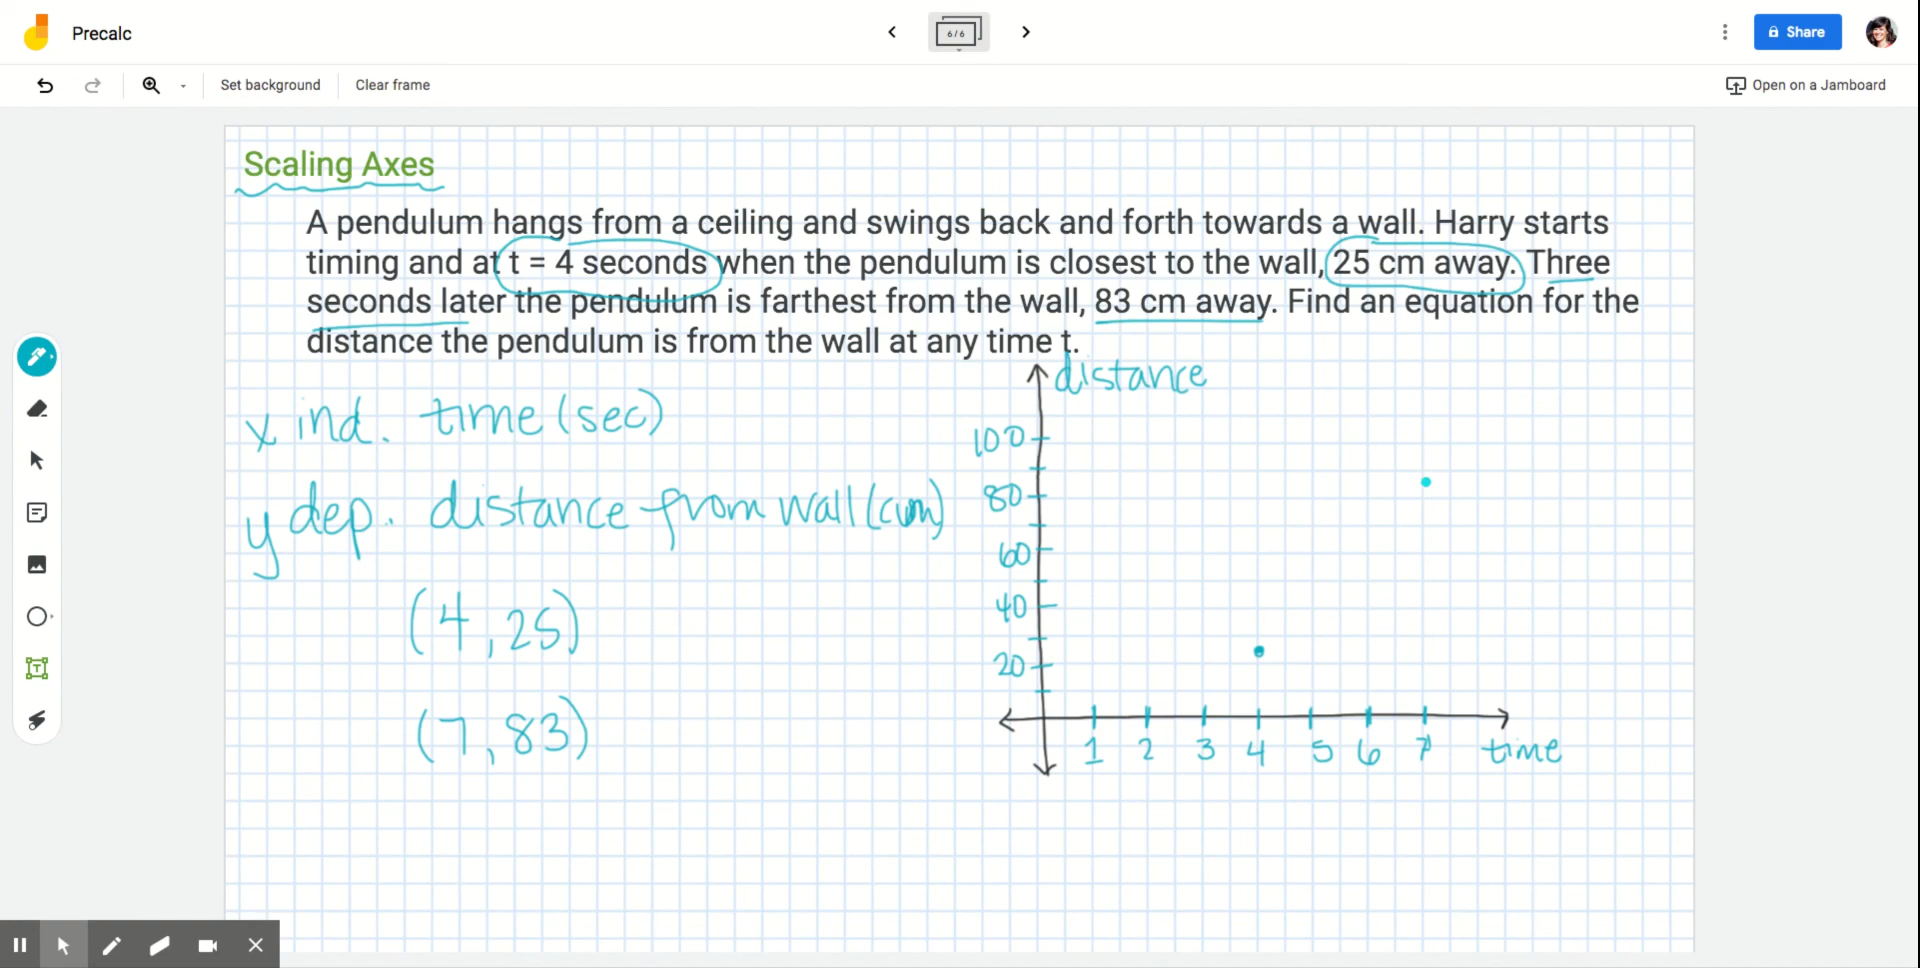 Precalc
6 / 6
Share
Set background
Clear frame
Open on a Jamboard
Scaling Axes
A pendulum hangs from a ceiling and swings back and forth towards a wall. Harry starts
timing and at t = 4 seconds when the pendulum is closest to the wall, 25 cm away. Three
seconds later the pendulum is farthest from the wall, 83 cm away. Find an equation for the
distance the pendulum is from the wall at any time t.
x ind. time (sec)
y dep. distance from wall (cm)
(4, 25)
(7, 83)
distance
100
80
60
40
20
1 2 3 4 5 6 7 time
T